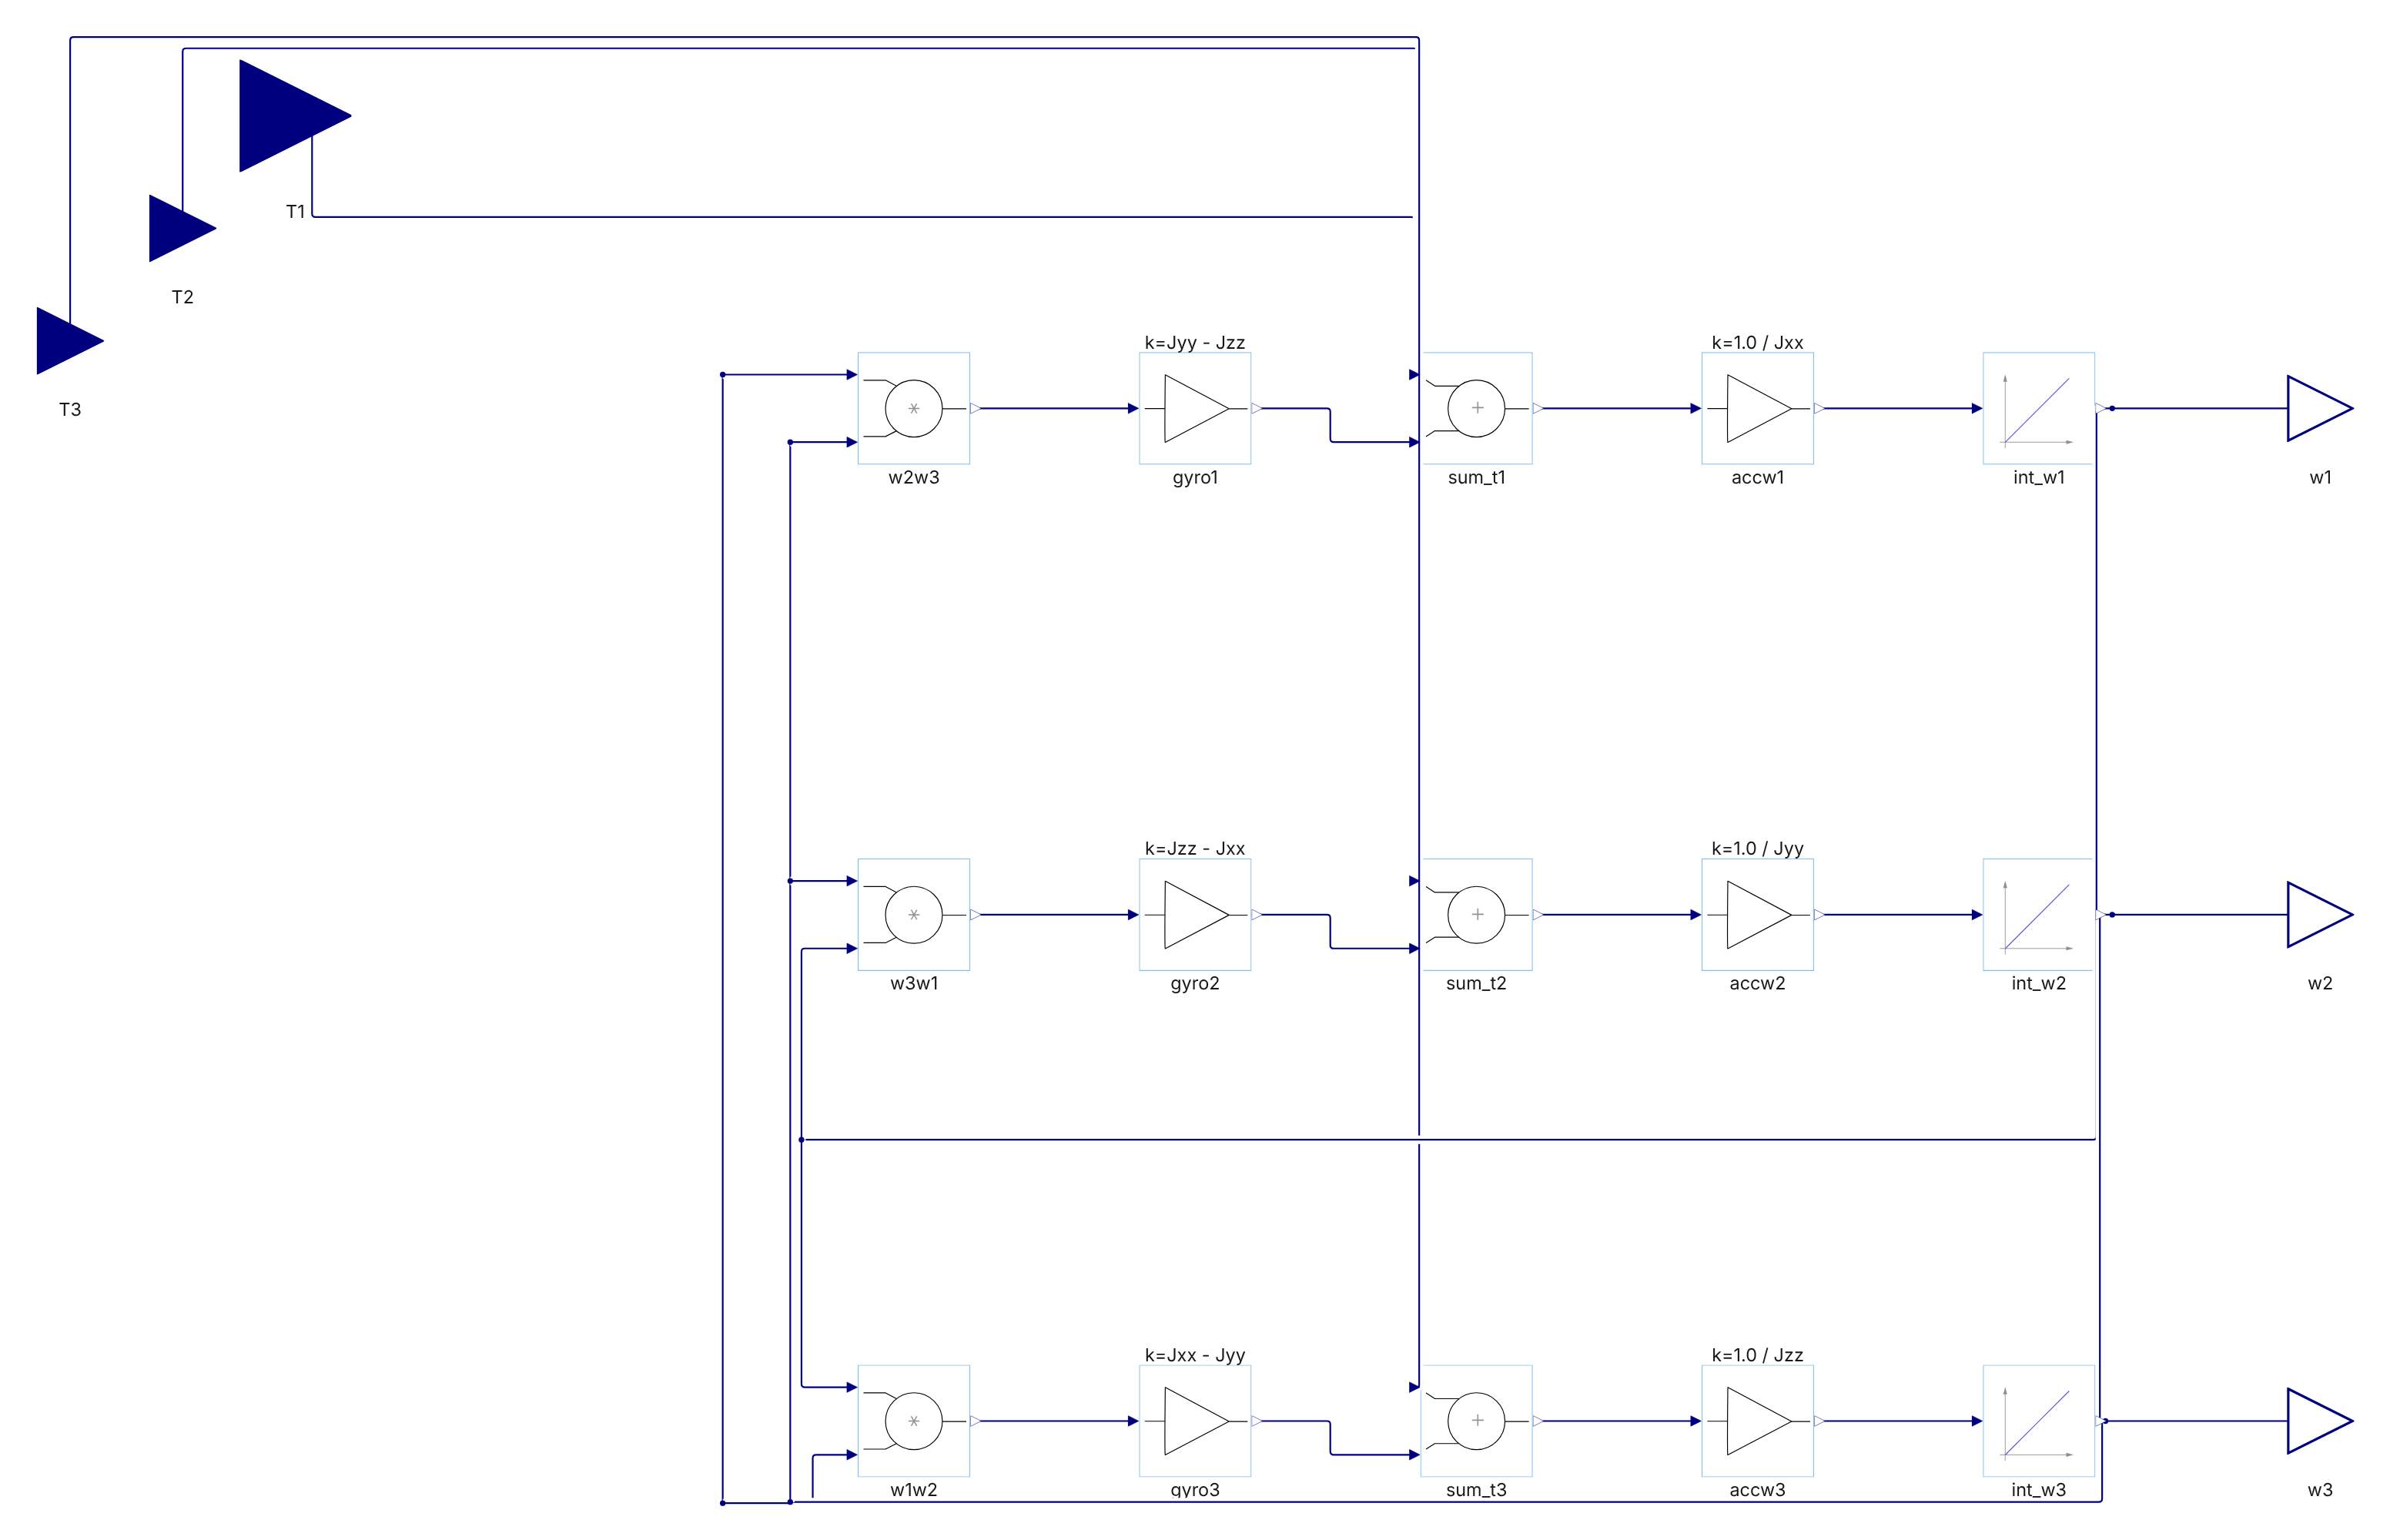 T1
T2
T3
k=Jyy - Jzz
k=1.0 / Jxx
*
+
w2w3
gyro1
sum_t1
accw1
int_w1
w1
k=Jzz - Jxx
k=1.0 / Jyy
*
+
w3w1
gyro2
sum_t2
accw2
int_w2
w2
k=Jxx - Jyy
k=1.0 / Jzz
*
+
w1w2
gyro3
sum_t3
accw3
int_w3
w3